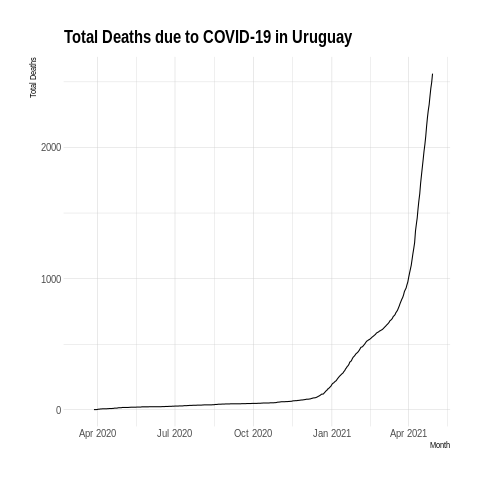 Total Deaths due to COVID-19 in Uruguay
Total Deaths
2000
1000
0
Apr 2020 Jul 2020 Oct 2020 Jan 2021 Apr 2021
Month